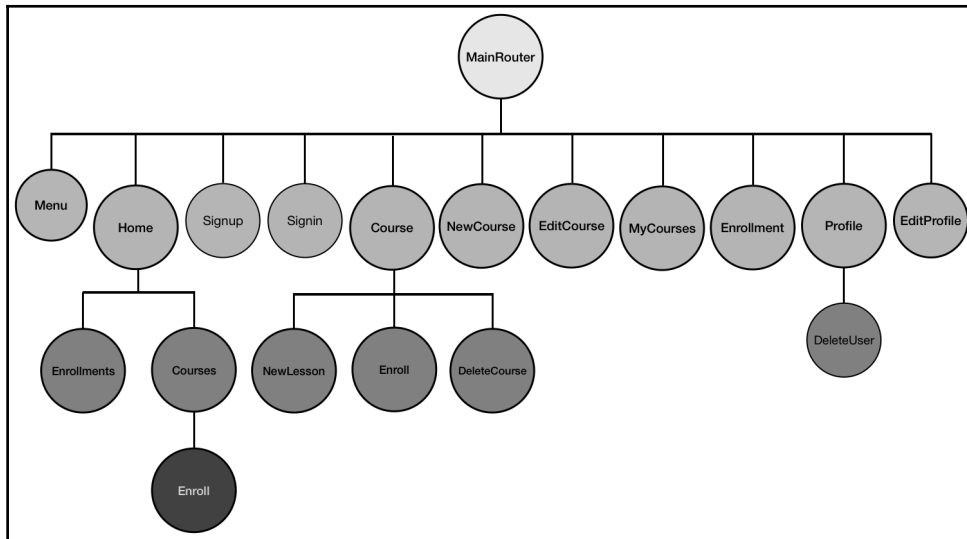 MainRouter
Menu
Home
Signup
Signin
Course
NewCourse
EditCourse
MyCourses
Enrollment
Profile
EditProfile
Enrollments
Courses
NewLesson
Enroll
DeleteCourse
DeleteUser
Enroll